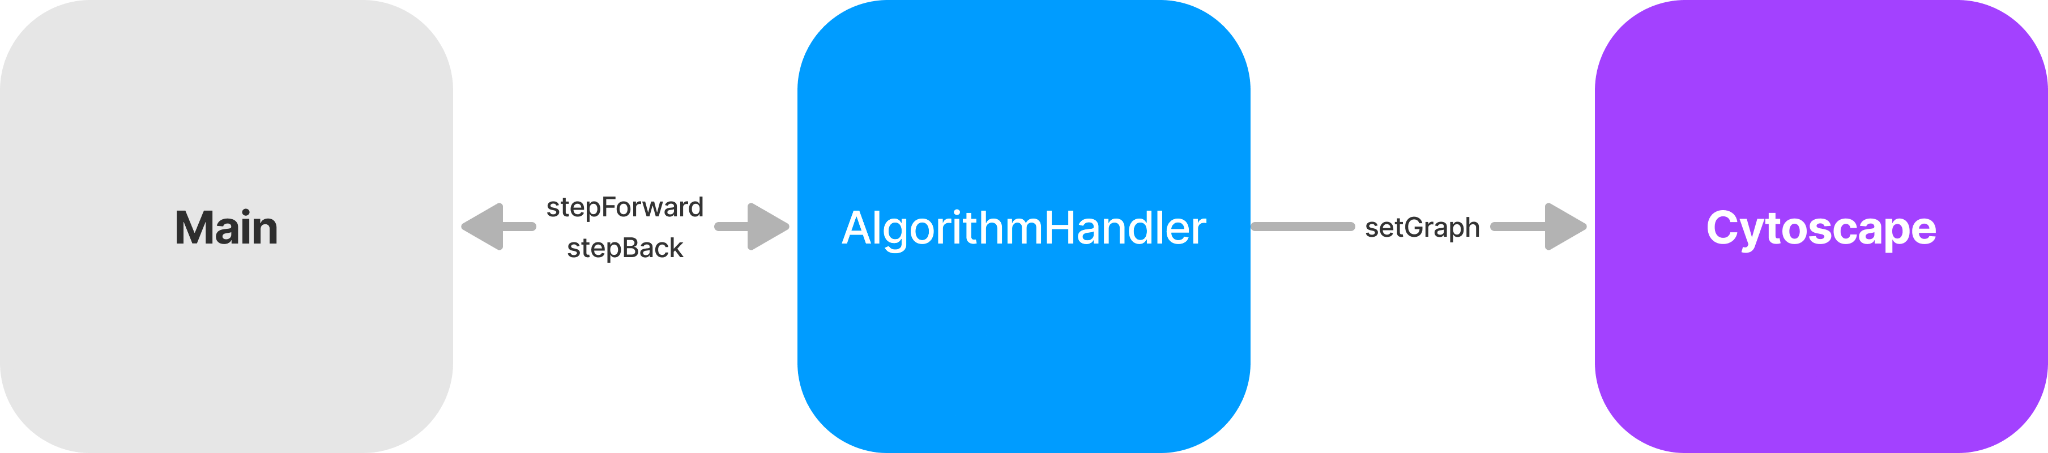 Main
stepForward
stepBack
AlgorithmHandler
setGraph
Cytoscape